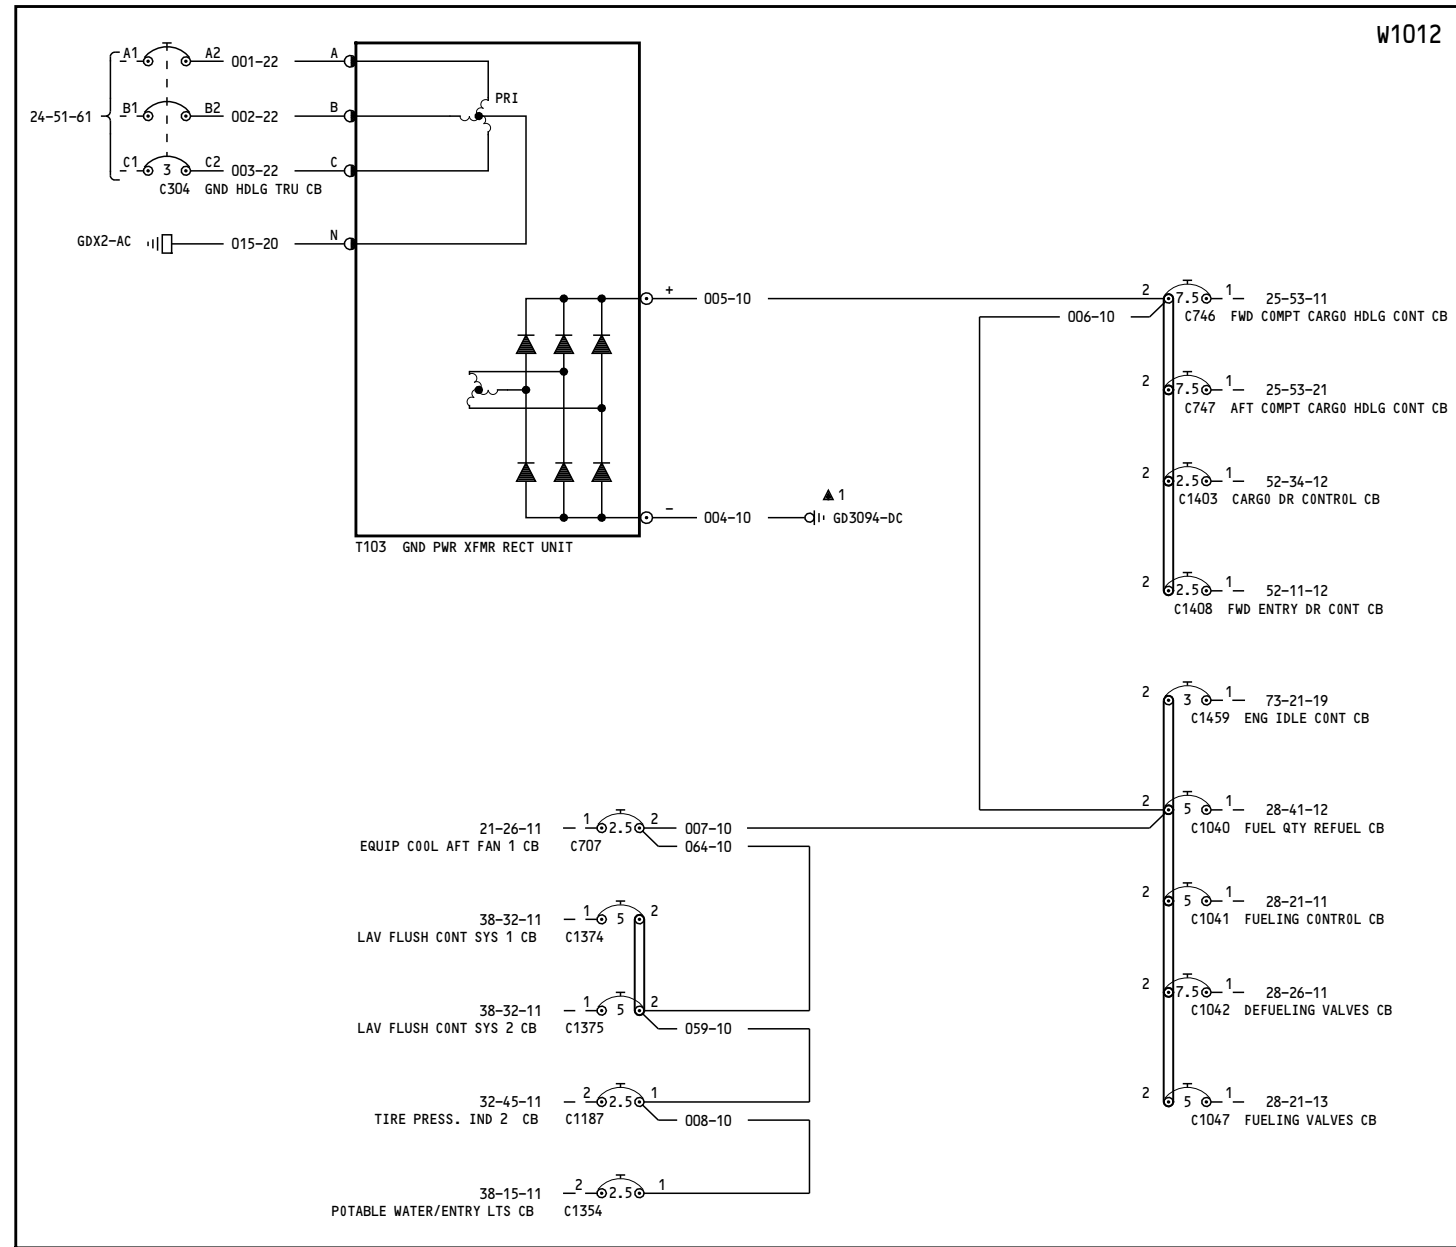 W1012
A1 A2 001-22 A
PRI
24-51-61 B1 B2 002-22 B
C1 3 C2 003-22 C
C304 GND HDLG TRU CB
GDX2-AC 015-20 N
+ 005-10 2 7.5 1 25-53-11
006-10 C746 FWD COMPT CARGO HDLG CONT CB
2 7.5 1 25-53-21
C747 AFT COMPT CARGO HDLG CONT CB
2 2.5 1 52-34-12
C1403 CARGO DR CONTROL CB
1
- 004-10 GD3094-DC
T103 GND PWR XFMR RECT UNIT
2 2.5 1 52-11-12
C1408 FWD ENTRY DR CONT CB
2 3 1 73-21-19
C1459 ENG IDLE CONT CB
2 5 1 28-41-12
C1040 FUEL QTY REFUEL CB
21-26-11 1 2.5 2 007-10
EQUIP COOL AFT FAN 1 CB C707 064-10
2 5 1 28-21-11
C1041 FUELING CONTROL CB
38-32-11 1 5 2
LAV FLUSH CONT SYS 1 CB C1374
2 7.5 1 28-26-11
C1042 DEFUELING VALVES CB
38-32-11 1 5 2
LAV FLUSH CONT SYS 2 CB C1375 059-10
2 5 1 28-21-13
C1047 FUELING VALVES CB
32-45-11 2 2.5 1
TIRE PRESS. IND 2 CB C1187 008-10
38-15-11 2 2.5 1
POTABLE WATER/ENTRY LTS CB C1354